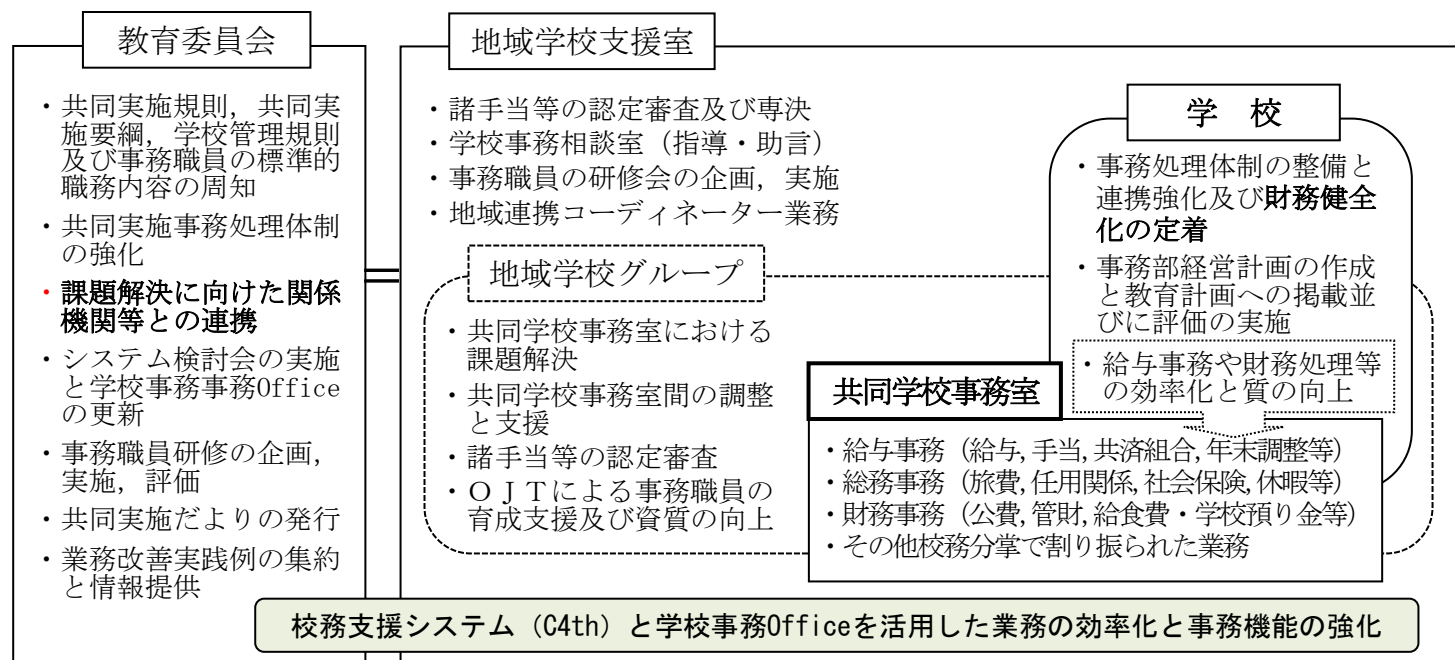 教育委員会
・共同実施規則，共同実
施要綱，学校管理規則
及び事務職員の標準的
職務内容の周知
・共同実施事務処理体制
の強化
・課題解決に向けた関係
機関等との連携
・システム検討会の実施
と学校事務事務Office
の更新
・事務職員研修の企画，
実施，評価
・共同実施だよりの発行
・業務改善実践例の集約
と情報提供
地域学校支援室
・諸手当等の認定審査及び専決
・学校事務相談室（指導・助言）
・事務職員の研修会の企画，実施
・地域連携コーディネーター業務
地域学校グループ
・共同学校事務室における
課題解決
・共同学校事務室間の調整
と支援
・諸手当等の認定審査
・ＯＪＴによる事務職員の
育成支援及び資質の向上
学　校
・事務処理体制の整備と
連携強化及び財務健全
化の定着
・事務部経営計画の作成
と教育計画への掲載並
びに評価の実施
・給与事務や財務処理等
の効率化と質の向上
共同学校事務室
・給与事務（給与,手当,共済組合,年末調整等）
・総務事務（旅費,任用関係,社会保険,休暇等）
・財務事務（公費,管財,給食費・学校預り金等）
・その他校務分掌で割り振られた業務
校務支援システム（C4th）と学校事務Officeを活用した業務の効率化と事務機能の強化